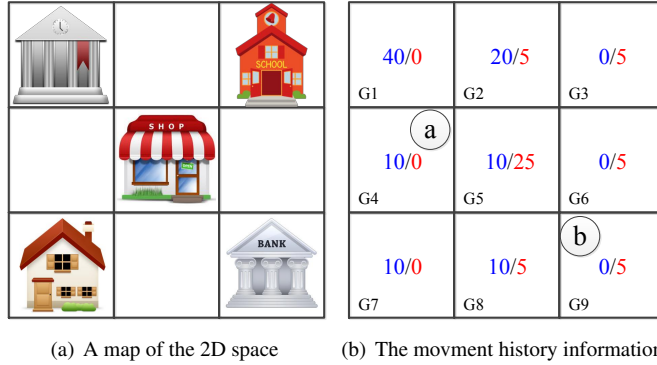 SCHOOL
SHOP
BANK
40/0 20/5 0/5
G1 G2 G3
a
10/0 10/25 0/5
G4 G5 G6
b
10/0 10/5 0/5
G7 G8 G9
(a) A map of the 2D space (b) The movment history information